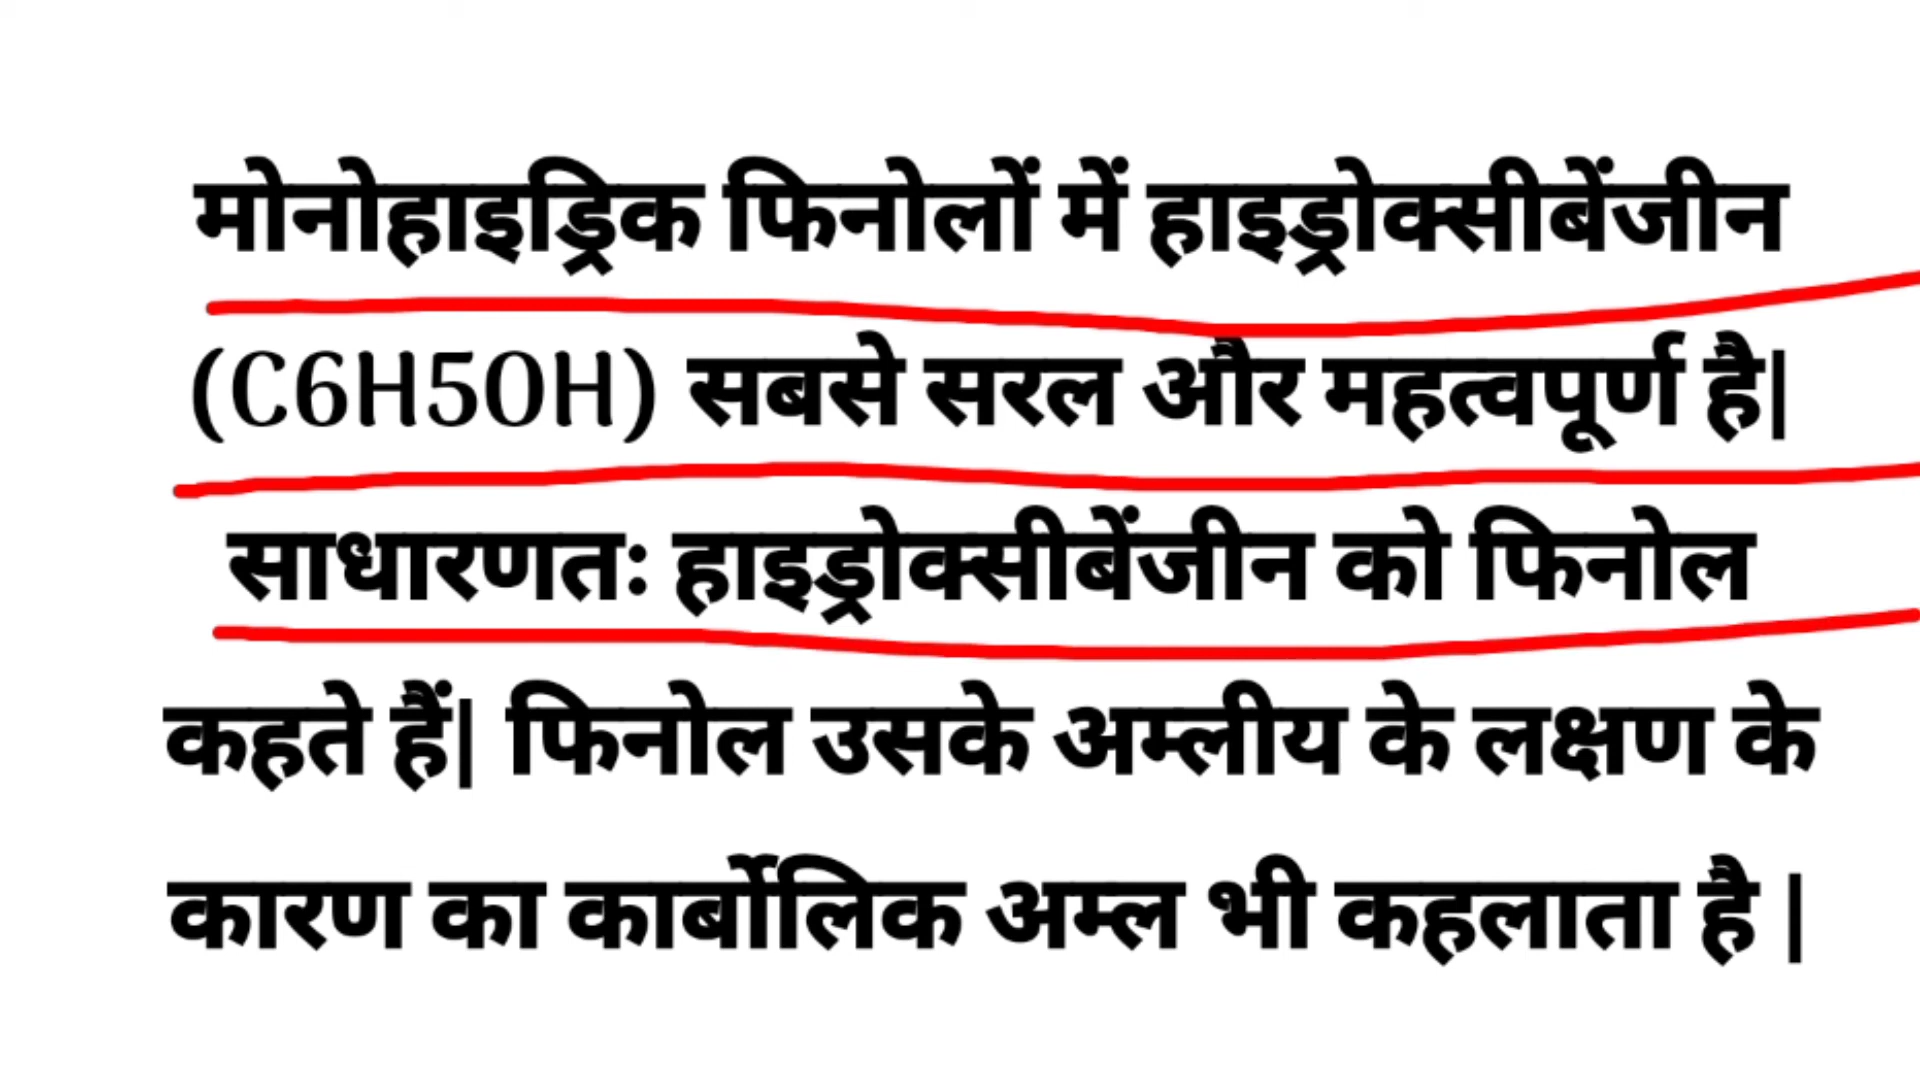 मोनोहाइड्रिक फिनोलों में हाइड्रोक्सीबेंजीन
(C6H5OH) सबसे सरल और महत्वपूर्ण है|
साधारणतः हाइड्रोक्सीबेंजीन को फिनोल
कहते हैं| फिनोल उसके अम्लीय के लक्षण के
कारण का कार्बोलिक अम्ल भी कहलाता है |